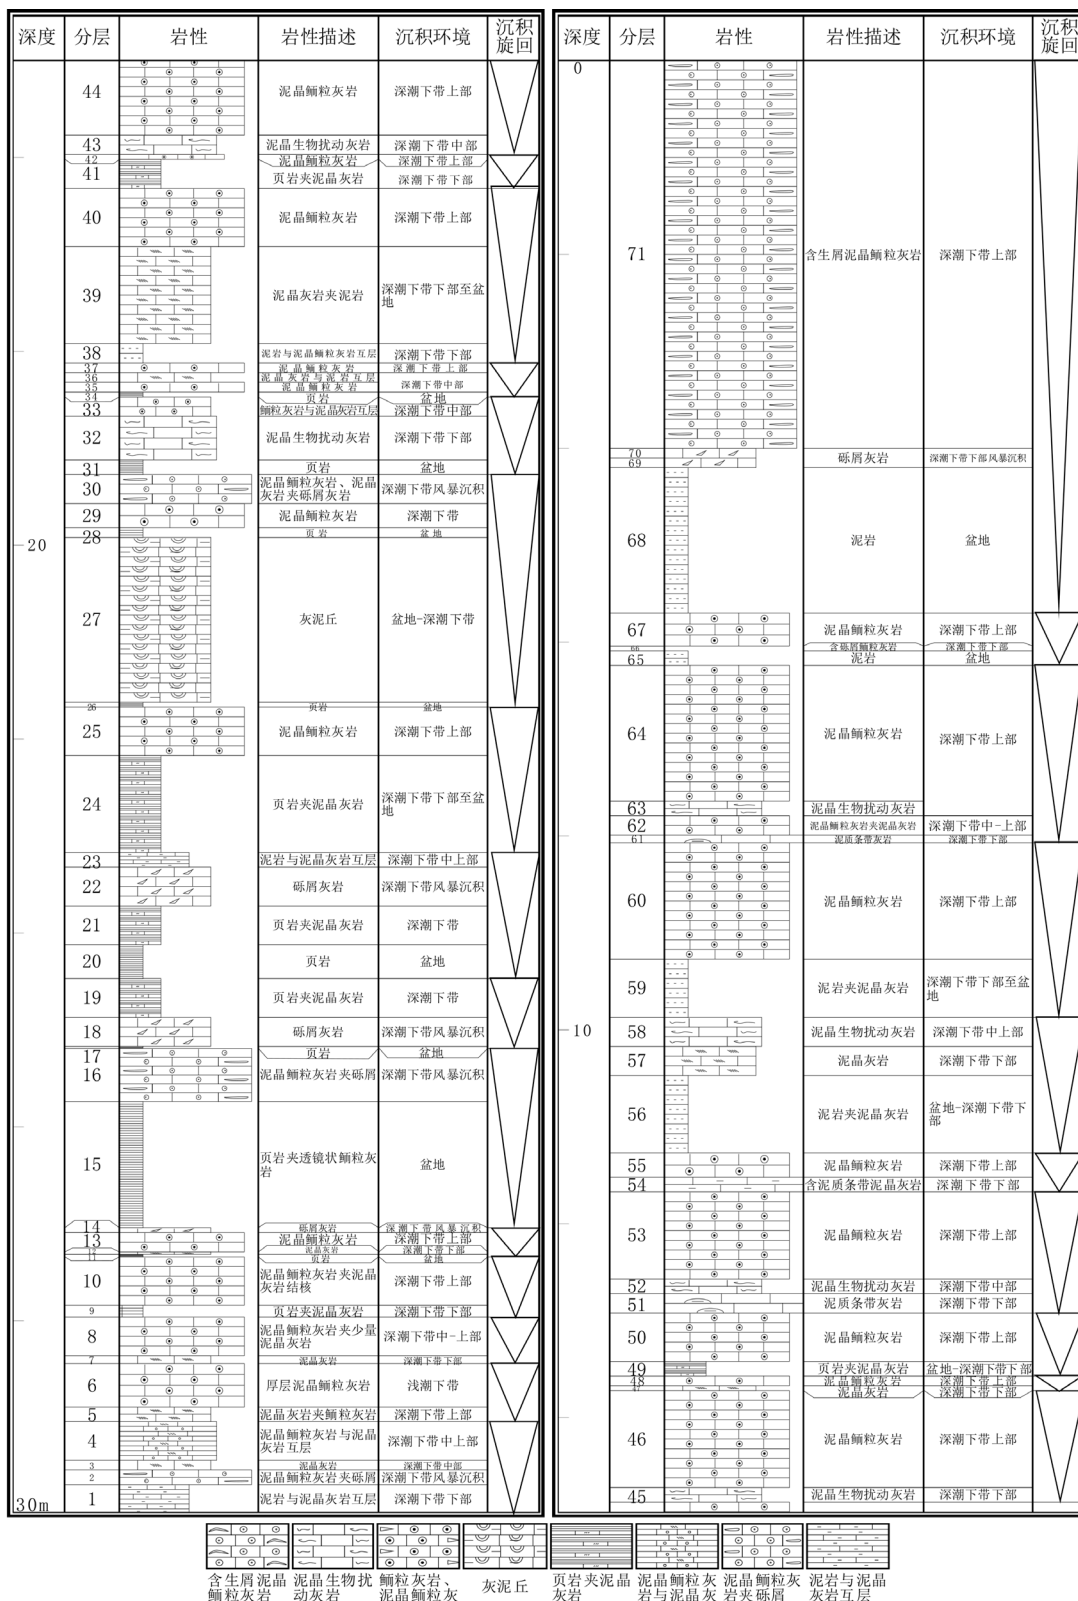 深度 分层 岩性 岩性描述 沉积环境 沉积旋回
44 泥晶鲕粒灰岩 深潮下带上部
43 泥晶生物扰动灰岩 深潮下带中部
42 泥晶鲕粒灰岩 深潮下带上部
41 页岩夹泥晶灰岩 深潮下带下部
40 泥晶鲕粒灰岩 深潮下带上部
39 泥晶灰岩夹泥岩 深潮下带下部至盆地
38 泥岩与泥晶鲕粒灰岩互层 深潮下带下部
37 泥晶鲕粒灰岩 深潮下带上部
36 泥晶灰岩与泥岩互层
35 泥晶鲕粒灰岩 深潮下带中部
34 页岩 盆地
33 鲕粒灰岩与泥晶灰岩互层 深潮下带中部
32 泥晶生物扰动灰岩 深潮下带下部
31 页岩 盆地
30 泥晶鲕粒灰岩、泥晶灰岩夹砾屑灰岩 深潮下带风暴沉积
29 泥晶鲕粒灰岩 深潮下带
28 页岩 盆地
20
27 灰泥丘 盆地-深潮下带
26 页岩 盆地
25 泥晶鲕粒灰岩 深潮下带上部
24 页岩夹泥晶灰岩 深潮下带下部至盆地
23 泥岩与泥晶灰岩互层 深潮下带中上部
22 砾屑灰岩 深潮下带风暴沉积
21 页岩夹泥晶灰岩 深潮下带
20 页岩 盆地
19 页岩夹泥晶灰岩 深潮下带
18 砾屑灰岩 深潮下带风暴沉积
17 页岩 盆地
16 泥晶鲕粒灰岩夹砾屑 深潮下带风暴沉积
15 页岩夹透镜状鲕粒灰岩 盆地
14 砾屑灰岩 深潮下带风暴沉积
13 泥晶鲕粒灰岩 深潮下带上部
12 泥晶灰岩 深潮下带下部
11 页岩 盆地
10 泥晶鲕粒灰岩夹泥晶灰岩结核 深潮下带上部
9 页岩夹泥晶灰岩 深潮下带下部
8 泥晶鲕粒灰岩夹少量泥晶灰岩 深潮下带中-上部
7 泥晶灰岩 深潮下带下部
6 厚层泥晶鲕粒灰岩 浅潮下带
5 泥晶灰岩夹鲕粒灰岩 深潮下带上部
4 泥晶鲕粒灰岩与泥晶灰岩互层 深潮下带中上部
3 泥晶灰岩 深潮下带中部
2 泥晶鲕粒灰岩夹砾屑 深潮下带风暴沉积
30m 1 泥岩与泥晶灰岩互层 深潮下带下部
深度 分层 岩性 岩性描述 沉积环境 沉积旋回
0
71 含生屑泥晶鲕粒灰岩 深潮下带上部
70
69 砾屑灰岩 深潮下带下部风暴沉积
68 泥岩 盆地
67 泥晶鲕粒灰岩 深潮下带上部
66 含砾屑鲕粒灰岩 深潮下带下部
65 泥岩 盆地
64 泥晶鲕粒灰岩 深潮下带上部
63 泥晶生物扰动灰岩
62 泥晶鲕粒灰岩夹泥晶灰岩 深潮下带中-上部
61 泥质条带灰岩 深潮下带下部
60 泥晶鲕粒灰岩 深潮下带上部
59 泥岩夹泥晶灰岩 深潮下带下部至盆地
10 58 泥晶生物扰动灰岩 深潮下带中上部
57 泥晶灰岩 深潮下带下部
56 泥岩夹泥晶灰岩 盆地-深潮下带下部
55 泥晶鲕粒灰岩 深潮下带上部
54 含泥质条带泥晶灰岩 深潮下带下部
53 泥晶鲕粒灰岩 深潮下带上部
52 泥晶生物扰动灰岩 深潮下带中部
51 泥质条带灰岩 深潮下带下部
50 泥晶鲕粒灰岩 深潮下带上部
49 页岩夹泥晶灰岩 盆地-深潮下带下部
48 泥晶鲕粒灰岩 深潮下带上部
47 泥晶灰岩 深潮下带下部
46 泥晶鲕粒灰岩 深潮下带上部
45 泥晶生物扰动灰岩 深潮下带下部
含生屑泥晶鲕粒灰岩
泥晶生物扰动灰岩
鲕粒灰岩、泥晶鲕粒灰
灰泥丘
页岩夹泥晶灰岩
泥晶鲕粒灰岩与泥晶灰
泥晶鲕粒灰岩夹砾屑
泥岩与泥晶灰岩互层